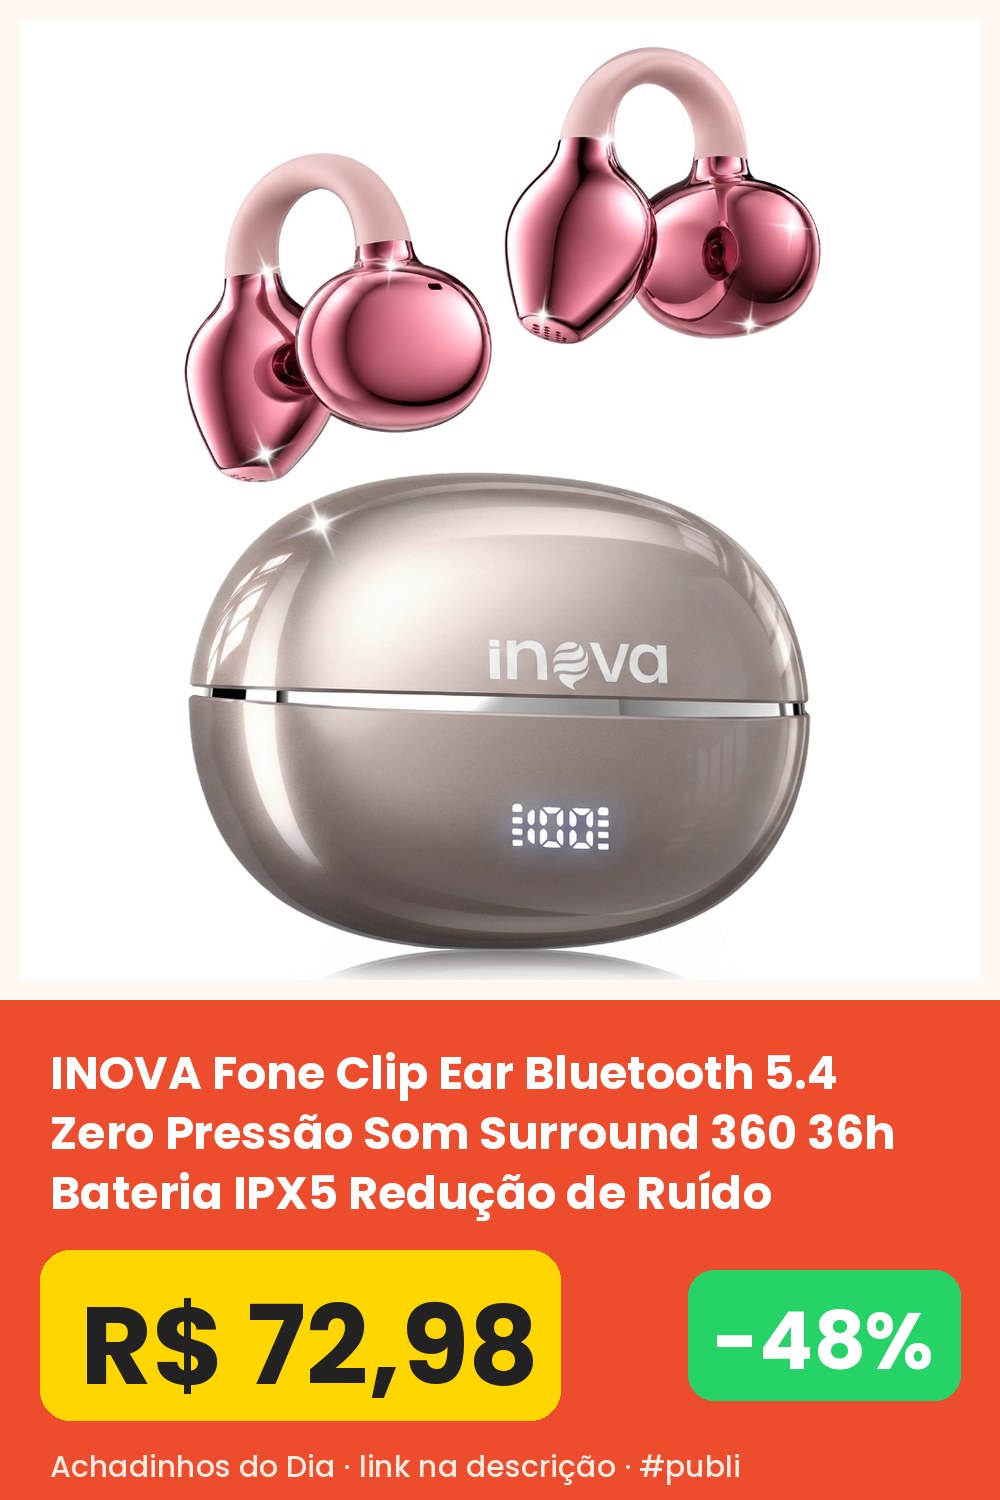 inova
100
INOVA Fone Clip Ear Bluetooth 5.4
Zero Pressão Som Surround 360 36h
Bateria IPX5 Redução de Ruído
R$ 72,98
-48%
Achadinhos do Dia · link na descrição · #publi